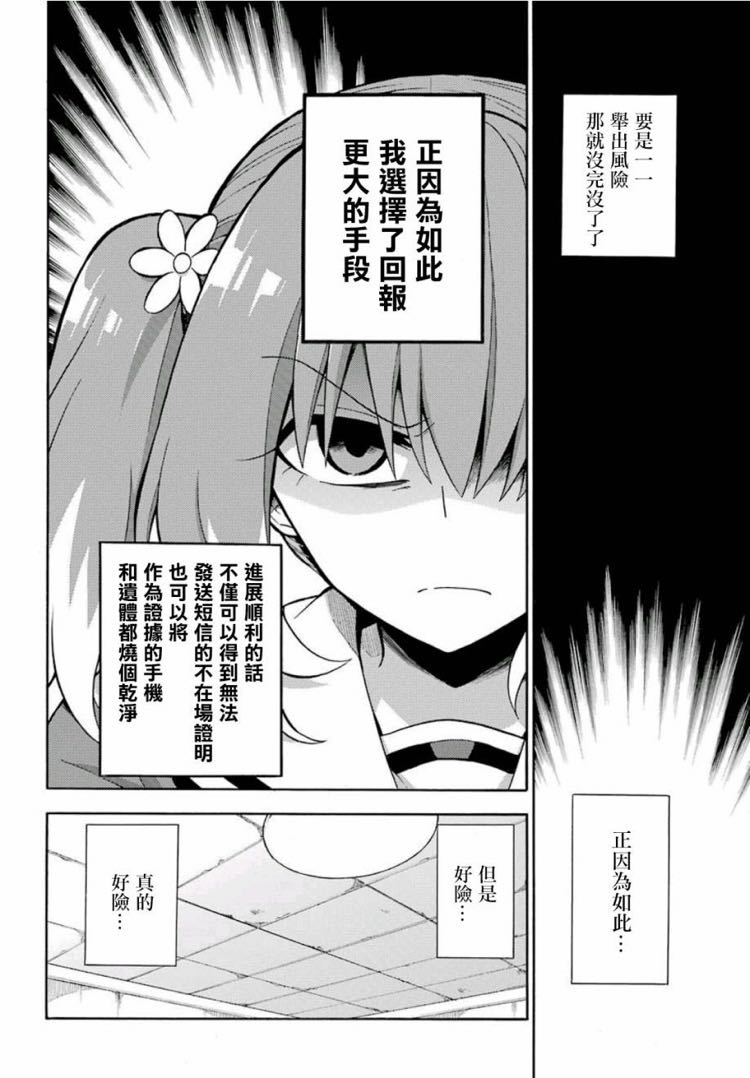 要是一一
舉出風險
那就沒完沒了了
正因為如此…
正因為如此
我選擇了回報
更大的手段
進展順利的話
不僅可以得到無法
發送短信的不在場證明
也可以將
作為證據的手機
和遺體都燒個乾淨
但是
好險…
真的
好險…